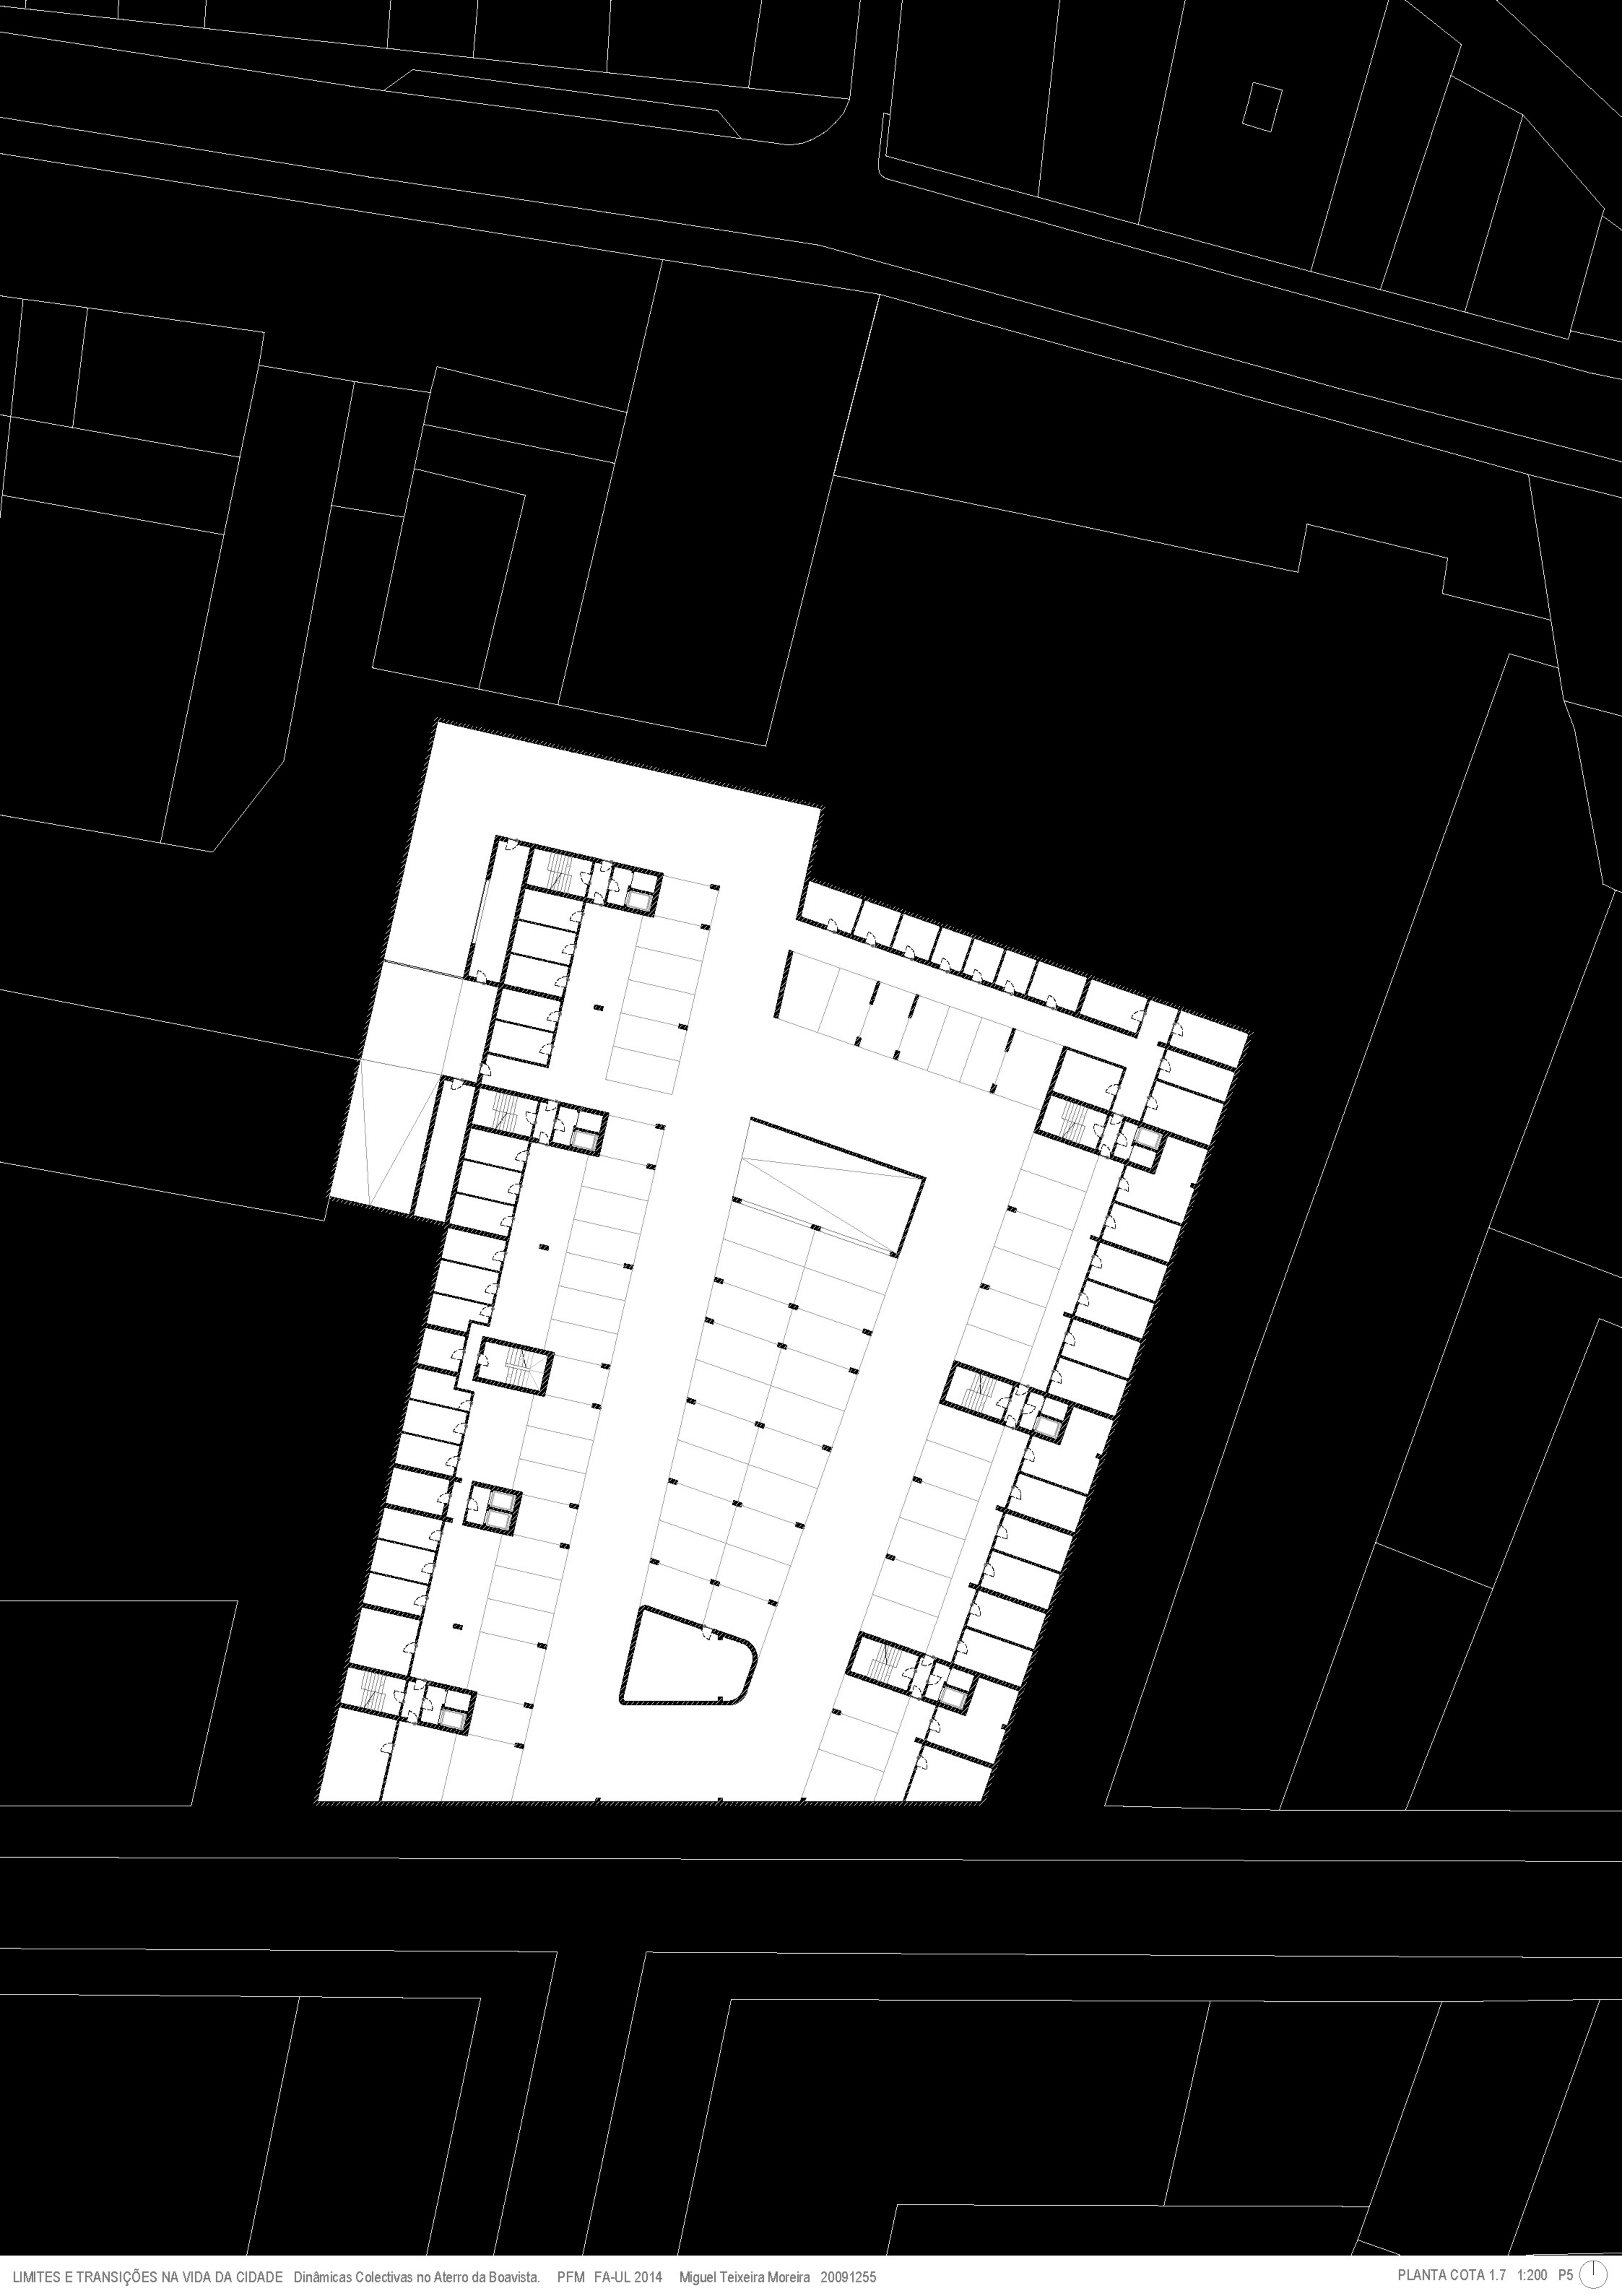 LIMITES E TRANSIÇÕES NA VIDA DA CIDADE Dinâmicas Colectivas no Aterro da Boavista. PFM FA-UL 2014 Miguel Teixeira Moreira 20091255 PLANTA COTA 1.7 1:200 P5